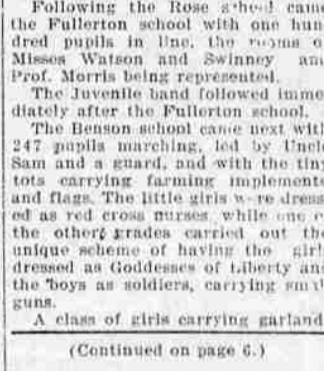 Following the Rose school came
the Fullerton school with one hun
dred pupils in line, the rooms o
Misses Watson and Swinney an
Prof. Morris being represented.
The Juvenile band followed imme
diately after the Fullerton school.
The Benson school came next with
247 pupils marching, led by Uncle
Sam and a guard, and with the tiny
tots carrying farming implements
and flags. The little girls were dress
ed as red cross nurses, while one o
the other grades carried out the
unique scheme of having the girl
dressed as Goddesses of Liberty and
the boys as soldiers, carrying small
guns.
A class of girls carrying garland
(Continued on page 6.)